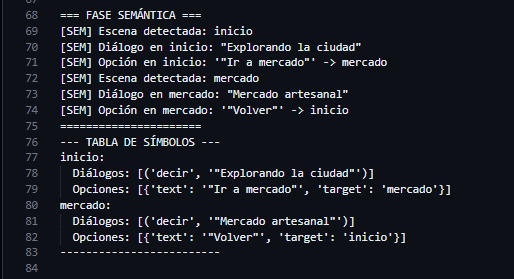 68 === FASE SEMÁNTICA ===
69 [SEM] Escena detectada: inicio
70 [SEM] Diálogo en inicio: "Explorando la ciudad"
71 [SEM] Opción en inicio: '"Ir a mercado"' -> mercado
72 [SEM] Escena detectada: mercado
73 [SEM] Diálogo en mercado: "Mercado artesanal"
74 [SEM] Opción en mercado: '"Volver"' -> inicio
75 ======================
76 --- TABLA DE SÍMBOLOS ---
77 inicio:
78   Diálogos: [('decir', '"Explorando la ciudad"')]
79   Opciones: [{'text': '"Ir a mercado"', 'target': 'mercado'}]
80 mercado:
81   Diálogos: [('decir', '"Mercado artesanal"')]
82   Opciones: [{'text': '"Volver"', 'target': 'inicio'}]
83 -------------------------
84